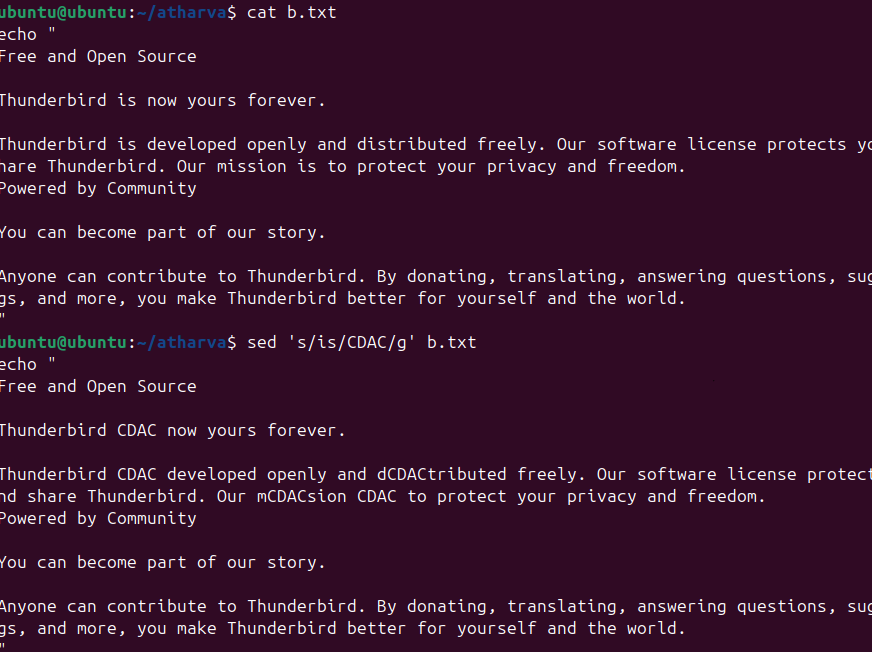 ubuntu@ubuntu:~/atharva$ cat b.txt
echo "
Free and Open Source
Thunderbird is now yours forever.
Thunderbird is developed openly and distributed freely. Our software license protects
hare Thunderbird. Our mission is to protect your privacy and freedom.
Powered by Community
You can become part of our story.
Anyone can contribute to Thunderbird. By donating, translating, answering questions,
gs, and more, you make Thunderbird better for yourself and the world.
"
ubuntu@ubuntu:~/atharva$ sed 's/is/CDAC/g' b.txt
echo "
Free and Open Source
Thunderbird CDAC now yours forever.
Thunderbird CDAC developed openly and dCDACtributed freely. Our software license protect
nd share Thunderbird. Our mCDACsion CDAC to protect your privacy and freedom.
Powered by Community
You can become part of our story.
Anyone can contribute to Thunderbird. By donating, translating, answering questions,
gs, and more, you make Thunderbird better for yourself and the world.
"